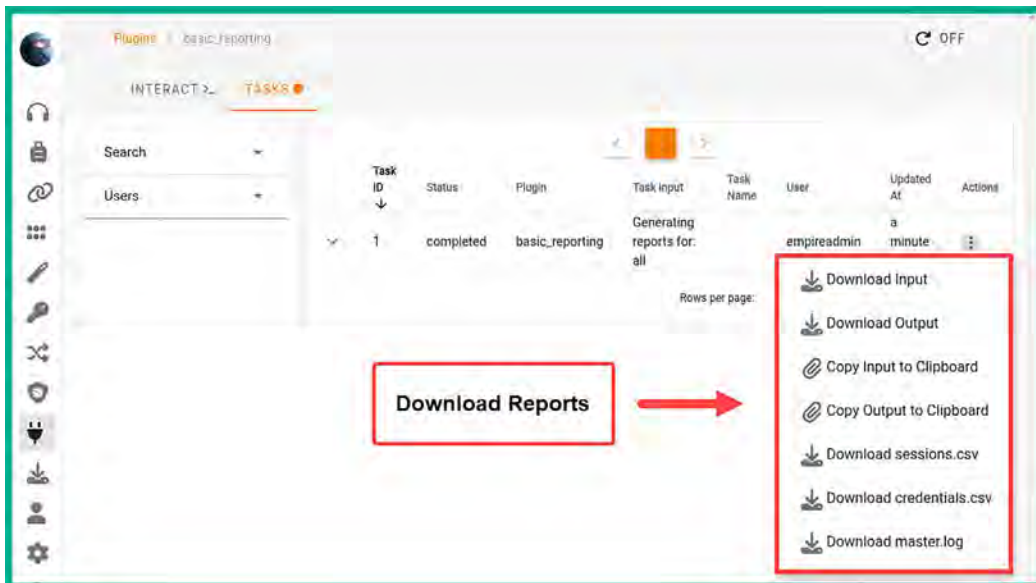 Plugins / basic_reporting
OFF
INTERACT >_ TASKS
Search
Users
Task ID Status Plugin Task Input Task Name User Updated At Actions
1 completed basic_reporting Generating reports for: all empireadmin a minute
Rows per page:
Download Input
Download Output
Copy Input to Clipboard
Copy Output to Clipboard
Download sessions.csv
Download credentials.csv
Download master.log
Download Reports